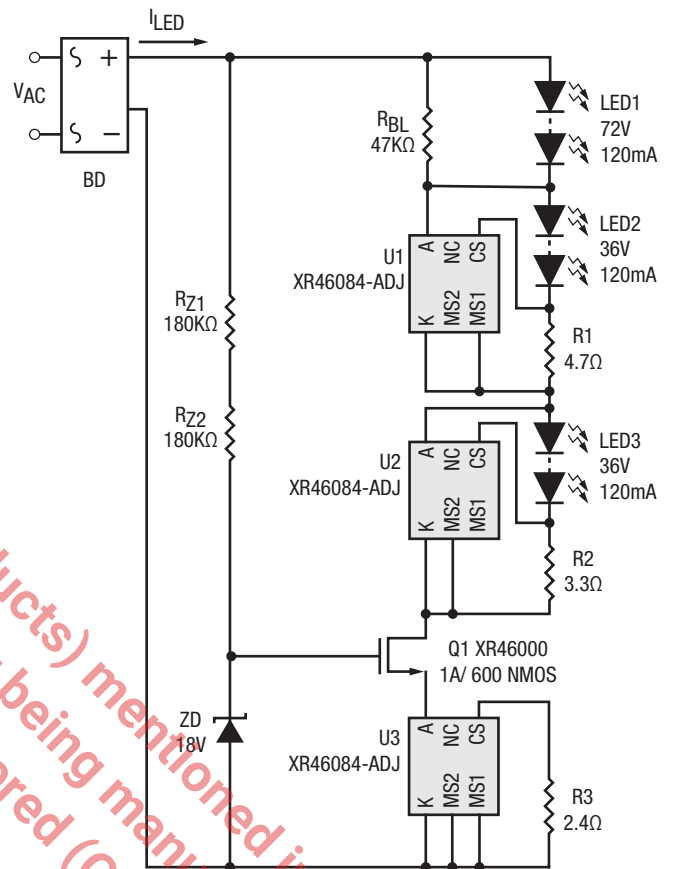 ILED
VAC
BD
+
−
RBL
47KΩ
LED1
72V
120mA
LED2
36V
120mA
U1
XR46084-ADJ
A
NC
CS
K
MS2
MS1
R1
4.7Ω
RZ1
180KΩ
RZ2
180KΩ
U2
XR46084-ADJ
A
NC
CS
K
MS2
MS1
LED3
36V
120mA
R2
3.3Ω
Q1 XR46000
1A/ 600 NMOS
ZD
18V
U3
XR46084-ADJ
A
NC
CS
K
MS2
MS1
R3
2.4Ω
ducts) mentioned i
being manu
ored (O